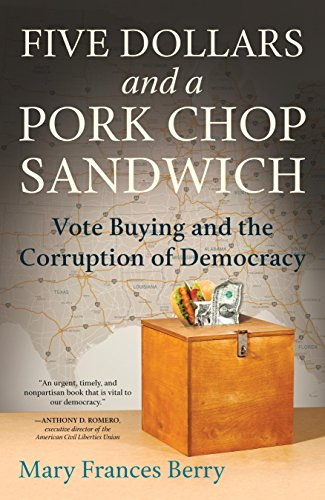 FIVE DOLLARS
and a
PORK CHOP
SANDWICH
Vote Buying and the
Corruption of Democracy
LOUISIANA
ALABAMA
“An urgent, timely, and
nonpartisan book that is vital to
our democracy.”
—ANTHONY D. ROMERO,
executive director of the
American Civil Liberties Union
Mary Frances Berry